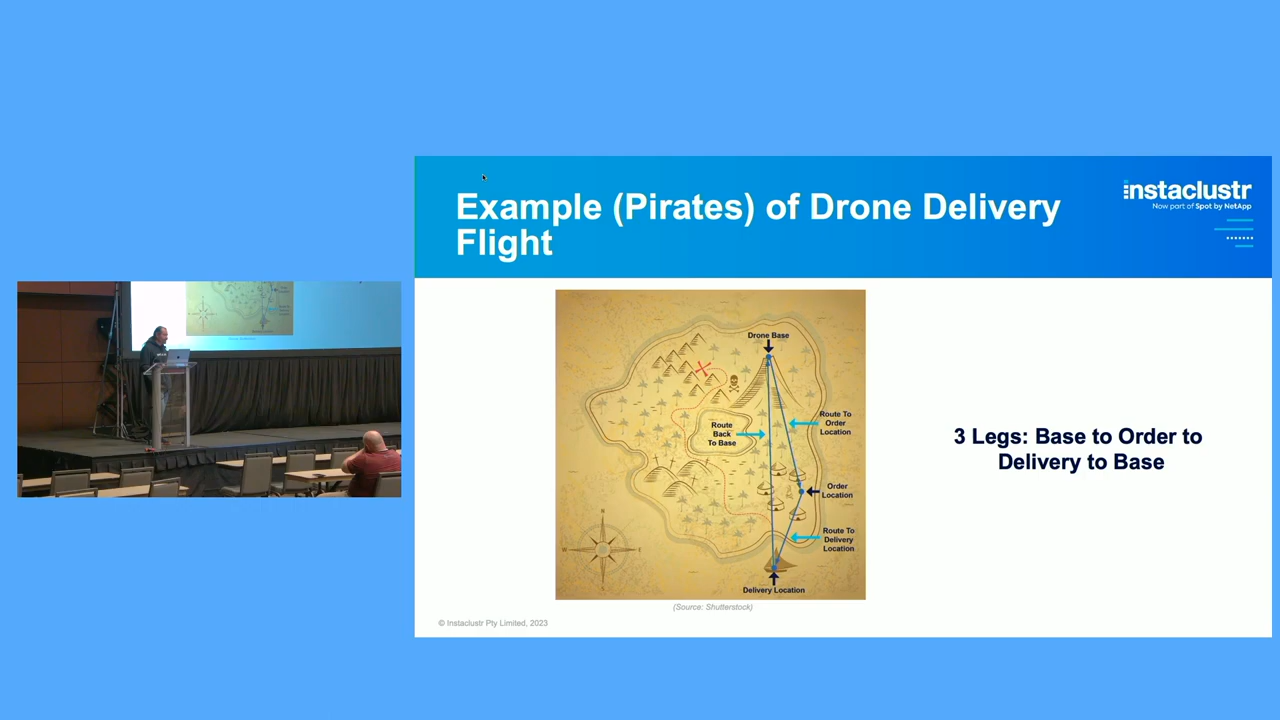 Example (Pirates) of Drone Delivery
Flight
instaclustr
Now part of Spot by NetApp
Drone Base
Route To
Order
Location
Route
Back
To Base
Order
Location
Route To
Delivery
Location
N
W
E
S
Delivery Location
3 Legs: Base to Order to
Delivery to Base
(Source: Shutterstock)
© Instaclustr Pty Limited, 2023